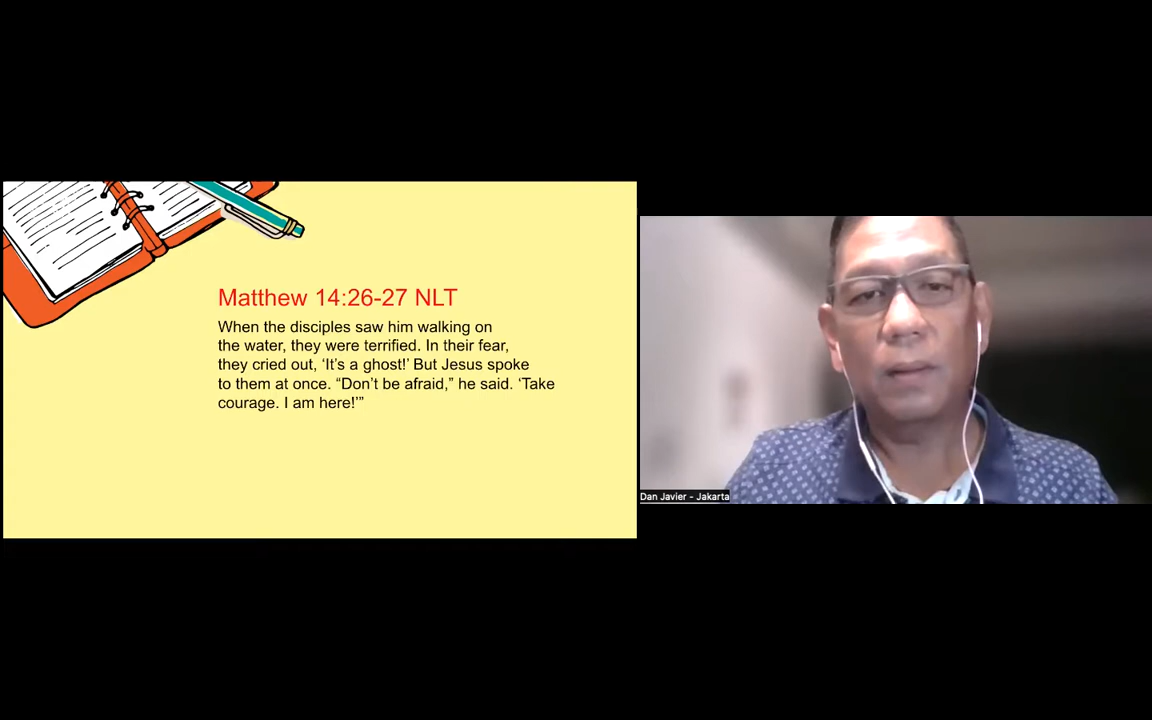 Matthew 14:26-27 NLT
When the disciples saw him walking on
the water, they were terrified. In their fear,
they cried out, ‘It’s a ghost!’ But Jesus spoke
to them at once. “Don’t be afraid,” he said. ‘Take
courage. I am here!’”
Dan Javier - Jakarta